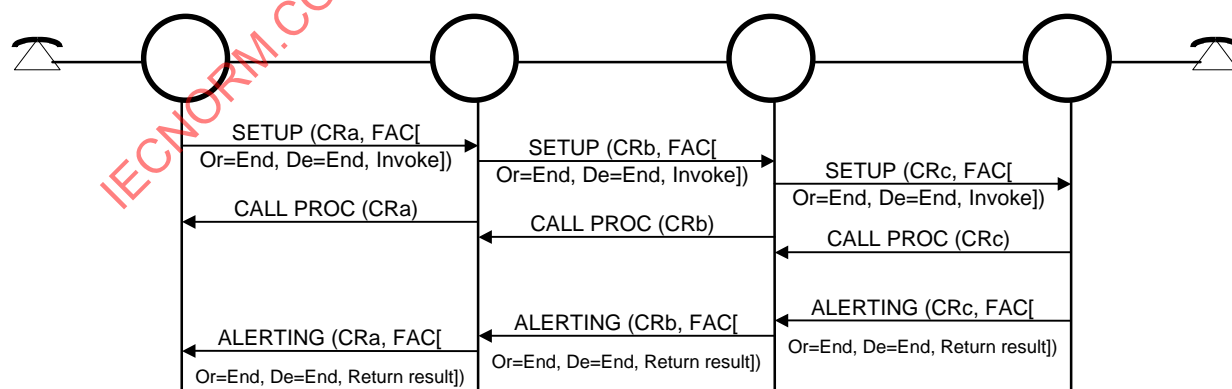 IECNORM.CO
SETUP (CRa, FAC[
Or=End, De=End, Invoke])
SETUP (CRb, FAC[
Or=End, De=End, Invoke])
SETUP (CRc, FAC[
Or=End, De=End, Invoke])
CALL PROC (CRa)
CALL PROC (CRb)
CALL PROC (CRc)
ALERTING (CRc, FAC[
Or=End, De=End, Return result])
ALERTING (CRb, FAC[
Or=End, De=End, Return result])
ALERTING (CRa, FAC[
Or=End, De=End, Return result])